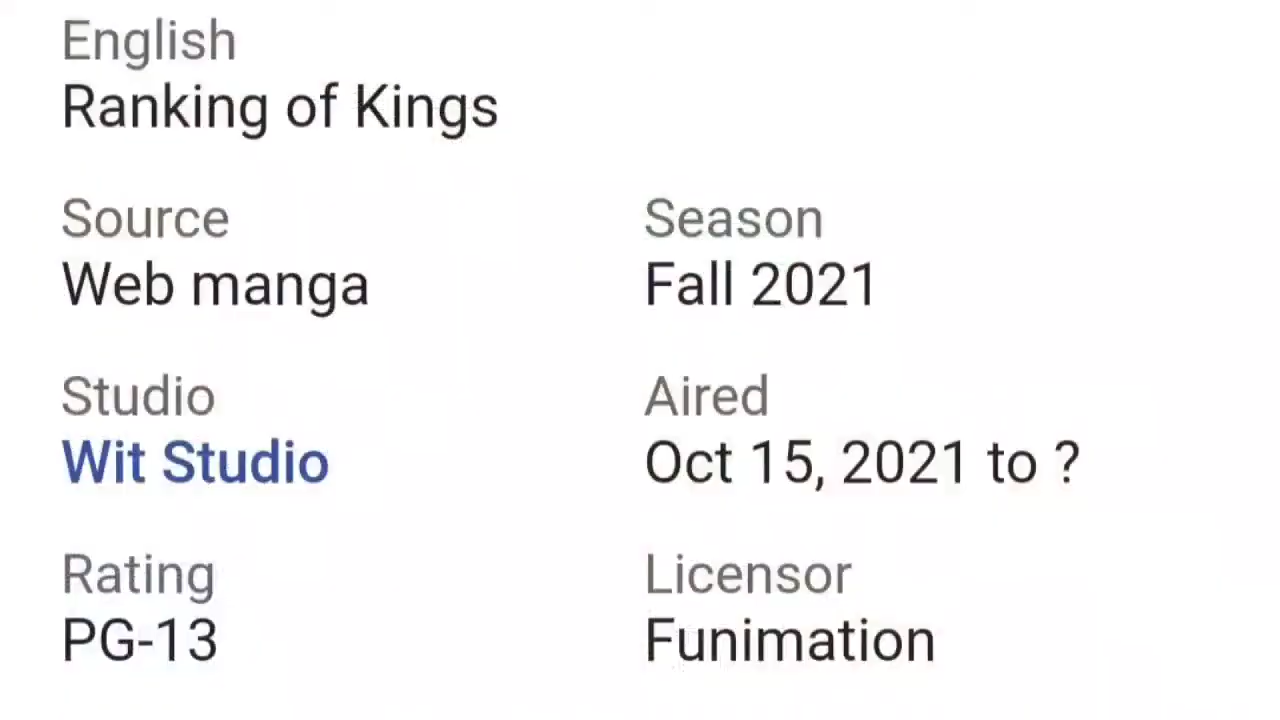 English
Ranking of Kings
Source
Web manga
Season
Fall 2021
Studio
Wit Studio
Aired
Oct 15, 2021 to ?
Rating
PG-13
Licensor
Funimation